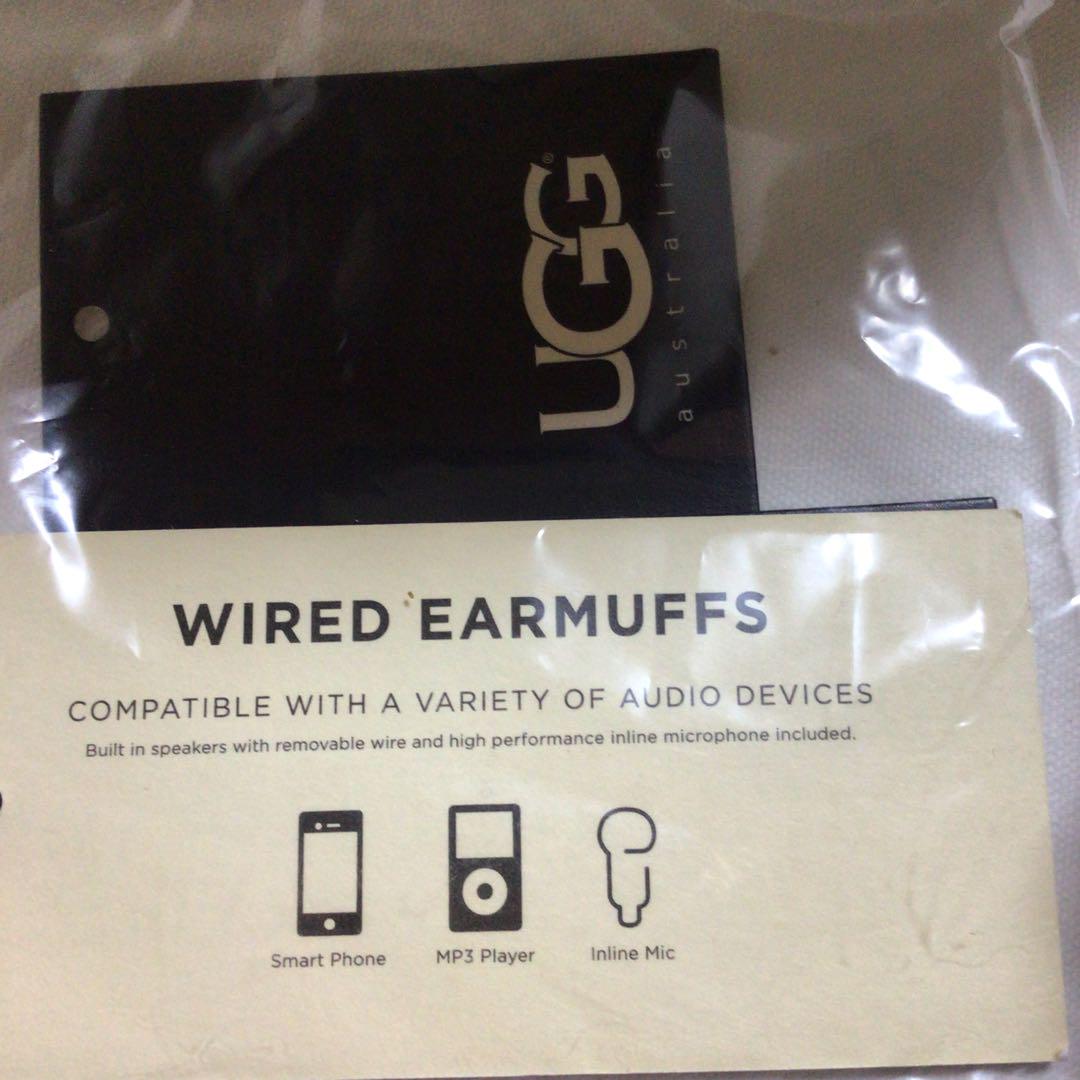 UGG®
australia
WIRED EARMUFFS
COMPATIBLE WITH A VARIETY OF AUDIO DEVICES
Built in speakers with removable wire and high performance inline microphone included.
Smart Phone MP3 Player Inline Mic